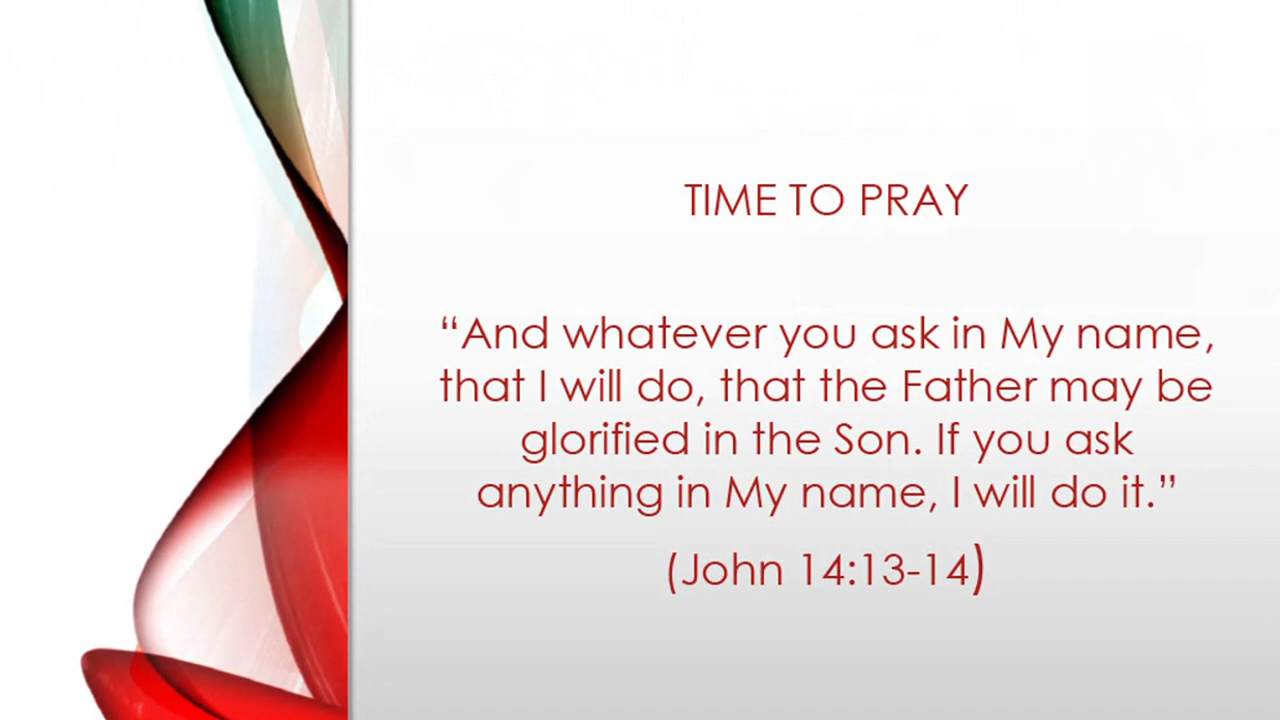 TIME TO PRAY
“And whatever you ask in My name,
that I will do, that the Father may be
glorified in the Son. If you ask
anything in My name, I will do it.”
(John 14:13-14)